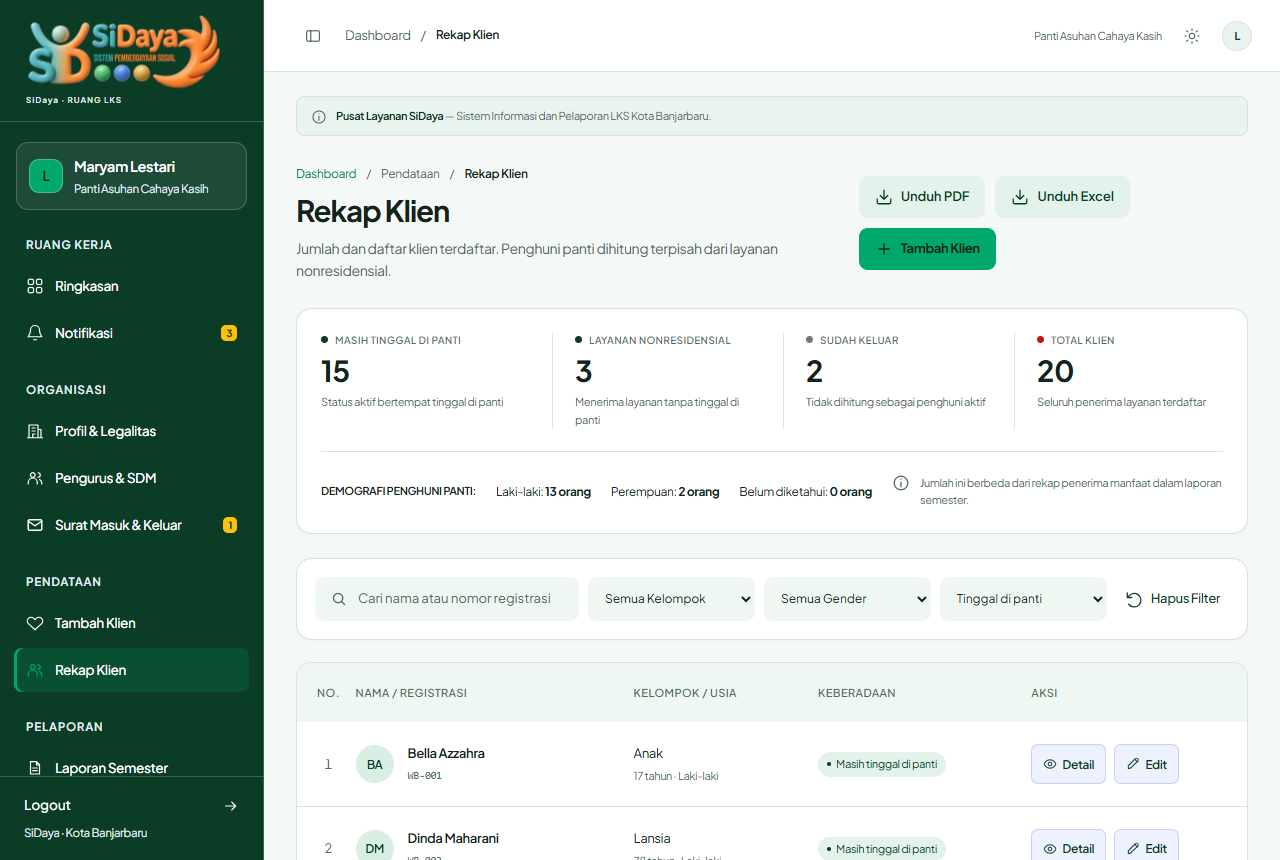 SiDaya
SISTEM PEMBERDAYAAN SOSIAL
SiDaya · RUANG LKS
L
Maryam Lestari
Panti Asuhan Cahaya Kasih
RUANG KERJA
Ringkasan
Notifikasi 3
ORGANISASI
Profil & Legalitas
Pengurus & SDM
Surat Masuk & Keluar 1
PENDATAAN
Tambah Klien
Rekap Klien
PELAPORAN
Laporan Semester
Logout
SiDaya · Kota Banjarbaru
Dashboard / Rekap Klien
Panti Asuhan Cahaya Kasih
L
Pusat Layanan SiDaya — Sistem Informasi dan Pelaporan LKS Kota Banjarbaru.
Dashboard / Pendataan / Rekap Klien
Rekap Klien
Jumlah dan daftar klien terdaftar. Penghuni panti dihitung terpisah dari layanan
nonresidensial.
Unduh PDF
Unduh Excel
Tambah Klien
MASIH TINGGAL DI PANTI
15
Status aktif bertempat tinggal di panti
LAYANAN NONRESIDENSIAL
3
Menerima layanan tanpa tinggal di
panti
SUDAH KELUAR
2
Tidak dihitung sebagai penghuni aktif
TOTAL KLIEN
20
Seluruh penerima layanan terdaftar
DEMOGRAFI PENGHUNI PANTI: Laki-laki: 13 orang Perempuan: 2 orang Belum diketahui: 0 orang
Jumlah ini berbeda dari rekap penerima manfaat dalam laporan
semester.
Cari nama atau nomor registrasi
Semua Kelompok
Semua Gender
Tinggal di panti
Hapus Filter
NO. NAMA / REGISTRASI KELOMPOK / USIA KEBERADAAN AKSI
1
BA
Bella Azzahra
WB-001
Anak
17 tahun · Laki-laki
Masih tinggal di panti
Detail
Edit
2
DM
Dinda Maharani
WB-002
Lansia
78 tahun · Laki-laki
Masih tinggal di panti
Detail
Edit